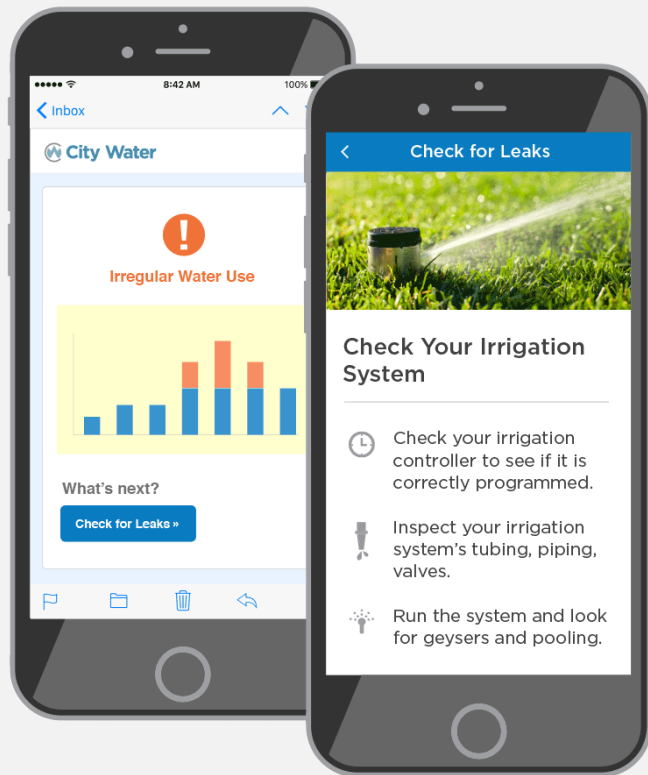 8:42 AM
100%
Inbox
City Water
!
Irregular Water Use
What's next?
Check for Leaks »
Check for Leaks
Check Your Irrigation
System
Check your irrigation
controller to see if it is
correctly programmed.
Inspect your irrigation
system's tubing, piping,
valves.
Run the system and look
for geysers and pooling.